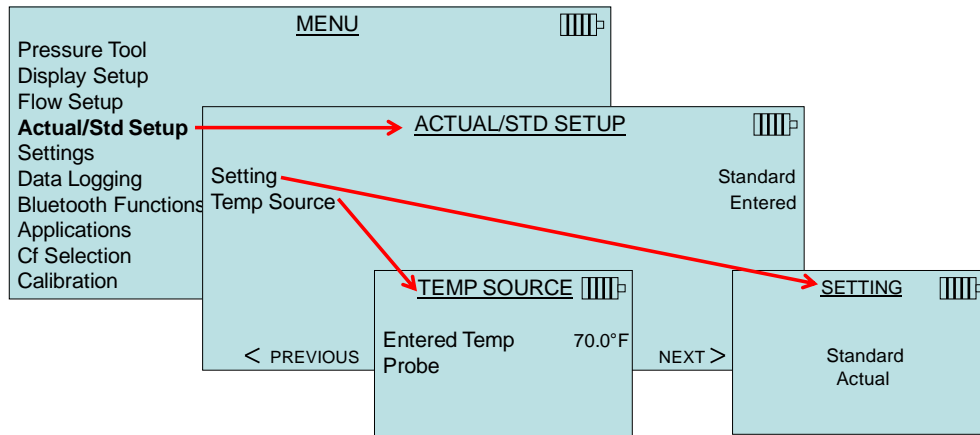 MENU
Pressure Tool
Display Setup
Flow Setup
Actual/Std Setup
Settings
Data Logging
Bluetooth Functions
Applications
Cf Selection
Calibration
ACTUAL/STD SETUP
Setting Standard
Temp Source Entered
< PREVIOUS NEXT >
TEMP SOURCE
Entered Temp 70.0°F
Probe
SETTING
Standard
Actual